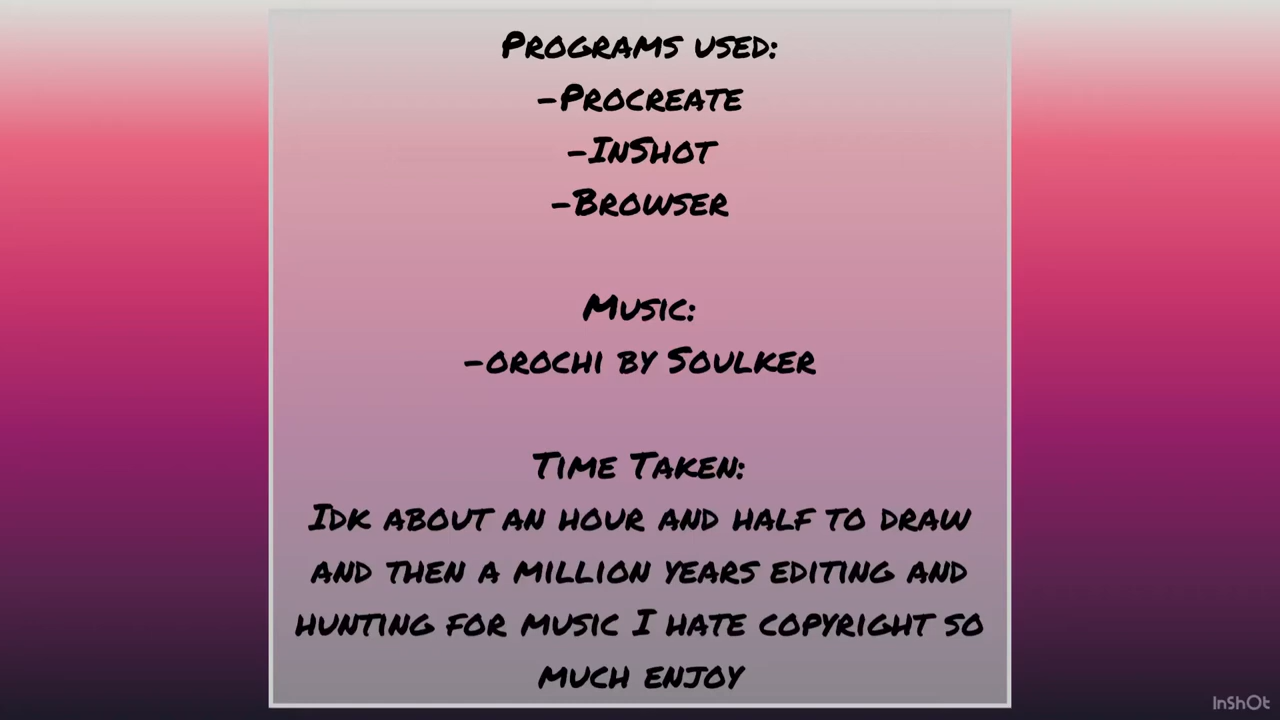 Programs used:
-Procreate
-InShot
-Browser
Music:
-orochi by Soulker
Time Taken:
Idk about an hour and half to draw
and then a million years editing and
hunting for music I hate copyright so
much enjoy
InShOt